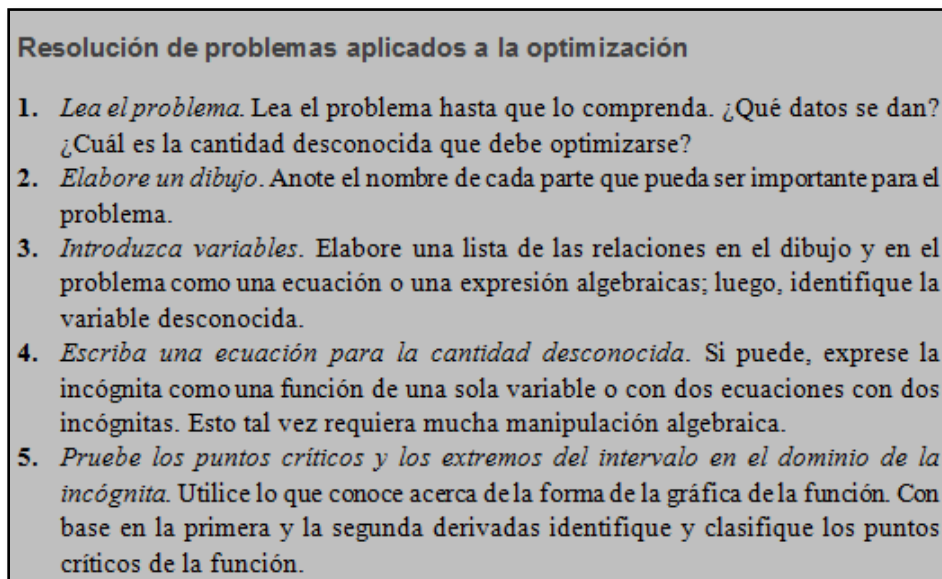 Resolución de problemas aplicados a la optimización
1. Lea el problema. Lea el problema hasta que lo comprenda. ¿Qué datos se dan?
¿Cuál es la cantidad desconocida que debe optimizarse?
2. Elabore un dibujo. Anote el nombre de cada parte que pueda ser importante para el
problema.
3. Introduzca variables. Elabore una lista de las relaciones en el dibujo y en el
problema como una ecuación o una expresión algebraicas; luego, identifique la
variable desconocida.
4. Escriba una ecuación para la cantidad desconocida. Si puede, exprese la
incógnita como una función de una sola variable o con dos ecuaciones con dos
incógnitas. Esto tal vez requiera mucha manipulación algebraica.
5. Pruebe los puntos críticos y los extremos del intervalo en el dominio de la
incógnita. Utilice lo que conoce acerca de la forma de la gráfica de la función. Con
base en la primera y la segunda derivadas identifique y clasifique los puntos
críticos de la función.